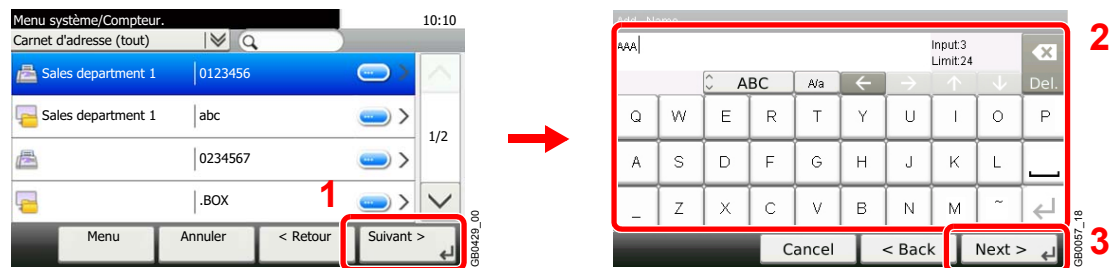 Menu système/Compteur.
10:10
Carnet d'adresse (tout)
Sales department 1 0123456
Sales department 1 abc
1/2
0234567
.BOX
1
Menu Annuler < Retour Suivant >
GB0429_00
Add - Name
2
AAA
Input:3
Limit:24
ABC A/a Del.
Q W E R T Y U I O P
A S D F G H J K L
_ Z X C V B N M ~
Cancel < Back Next >
3
GB0057_18